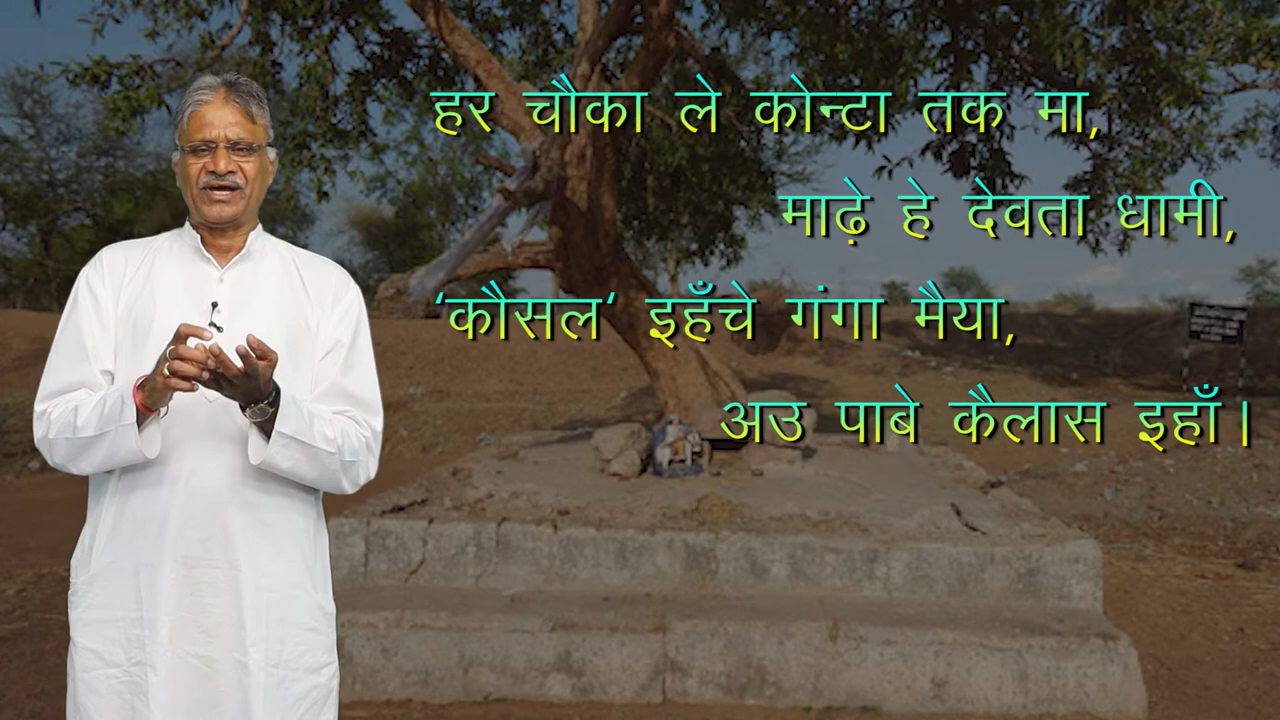 हर चौका ले कोन्टा तक मा,
माढ़े हे देवता धामी,
‘कौसल‘ इहँचे गंगा मैया,
अउ पाबे कैलास इहाँ।